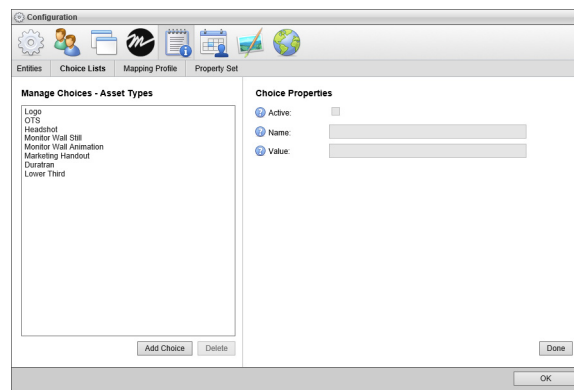 Configuration
Entities Choice Lists Mapping Profile Property Set
Manage Choices - Asset Types
Logo
OTS
Headshot
Monitor Wall Still
Monitor Wall Animation
Marketing Handout
Duratran
Lower Third
Add Choice Delete
Choice Properties
? Active:
? Name:
? Value:
Done
OK